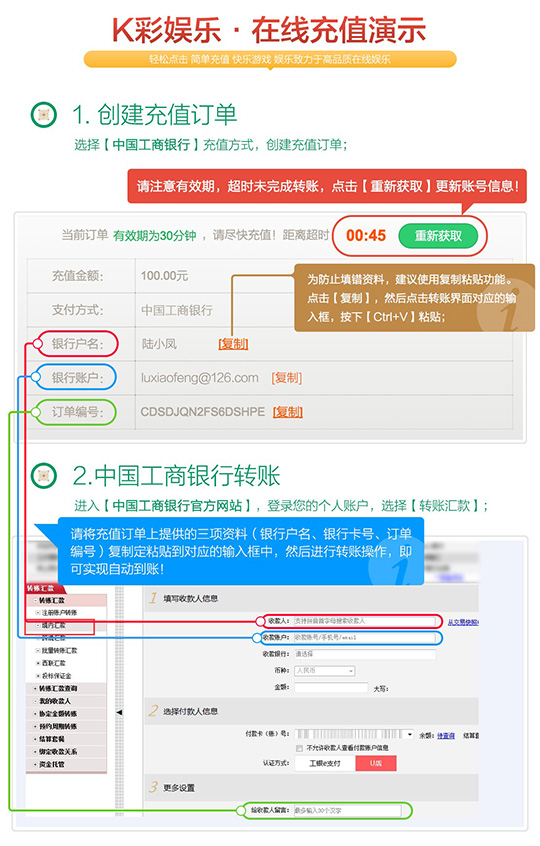 K彩娱乐 · 在线充值演示
轻松点击 简单充值 快乐游戏 娱乐致力于高品质在线娱乐
1. 创建充值订单
选择【中国工商银行】充值方式，创建充值订单；
请注意有效期，超时未完成转账，点击【重新获取】更新账号信息！
当前订单 有效期为30分钟 ，请尽快充值！距离超时 00:45 重新获取
充值金额： 100.00元
为防止填错资料，建议使用复制粘贴功能。
点击【复制】，然后点击转账界面对应的输
入框，按下【Ctrl+V】粘贴；
支付方式： 中国工商银行
银行户名： 陆小凤 [复制]
银行账户： luxiaofeng@126.com [复制]
订单编号： CDSDJQN2FS6DSHPE [复制]
2.中国工商银行转账
进入【中国工商银行官方网站】，登录您的个人账户，选择【转账汇款】；
请将充值订单上提供的三项资料（银行户名、银行卡号、订单
编号）复制定粘贴到对应的输入框中，然后进行转账操作，即
可实现自动到账！
转账汇款
转账汇款
注册账户转账
境内汇款
跨境汇款
批量转账汇款
西联汇款
投标保证金
转账汇款查询
我的收款人
协定金额转账
预约周期转账
结算套餐
绑定收款关系
资金托管
1 填写收款人信息
收款人： 支持拼音首字母搜索收款人 从交易快照
收款账户： 收款账号/手机号/email
收款银行： 请选择
币种： 人民币
金额： 大写：
2 选择付款人信息
付款卡（账）号： 余额：待查询 结算套
不允许收款人查看付款账户信息
认证方式： 工银e支付 U盾
3 更多设置
给收款人留言： 最多输入30个汉字